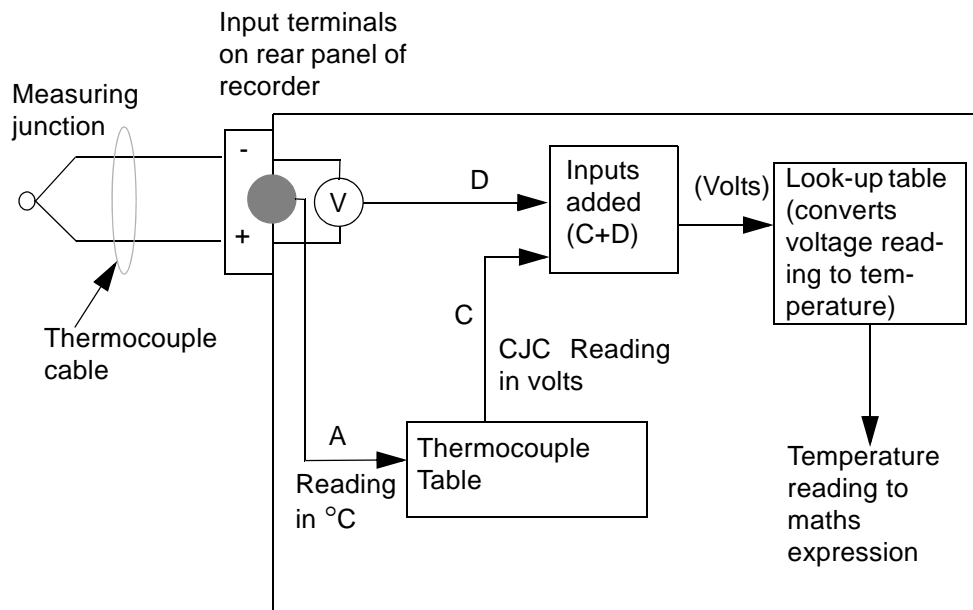 Input terminals
on rear panel of
recorder
Measuring
junction
-
+
V
D
Inputs
added
(C+D)
(Volts)
Look-up table
(converts
voltage read-
ing to tem-
perature)
Thermocouple
cable
C
CJC Reading
in volts
A
Reading
in °C
Thermocouple
Table
Temperature
reading to
maths
expression